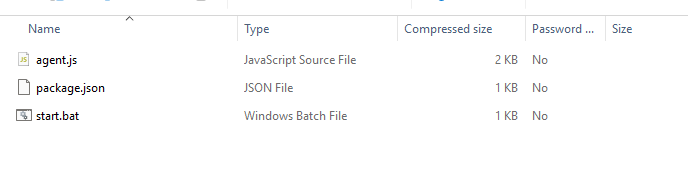 Name Type Compressed size Password ... Size
agent.js JavaScript Source File 2 KB No
package.json JSON File 1 KB No
start.bat Windows Batch File 1 KB No